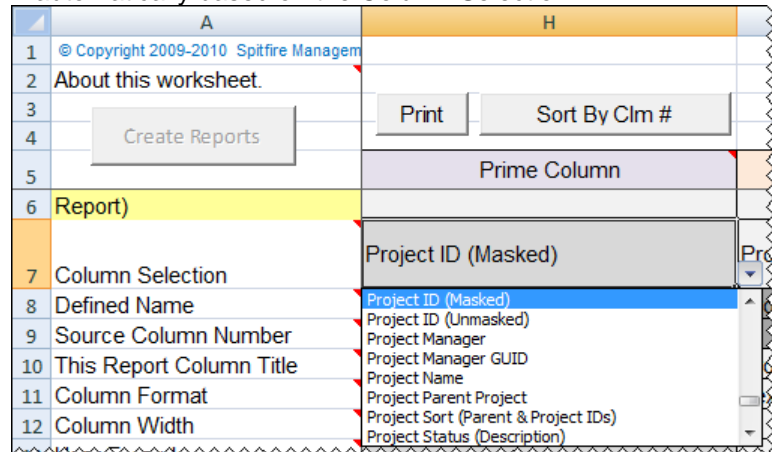 A H
1 © Copyright 2009-2010 Spitfire Managem
2 About this worksheet.
3 Print Sort By Clm #
4 Create Reports
5 Prime Column
6 Report)
7 Column Selection Project ID (Masked) Pro
8 Defined Name Project ID (Masked)
Project ID (Unmasked)
9 Source Column Number Project Manager
Project Manager GUID
10 This Report Column Title Project Name
11 Column Format Project Parent Project
12 Column Width Project Sort (Parent & Project IDs)
Project Status (Description)